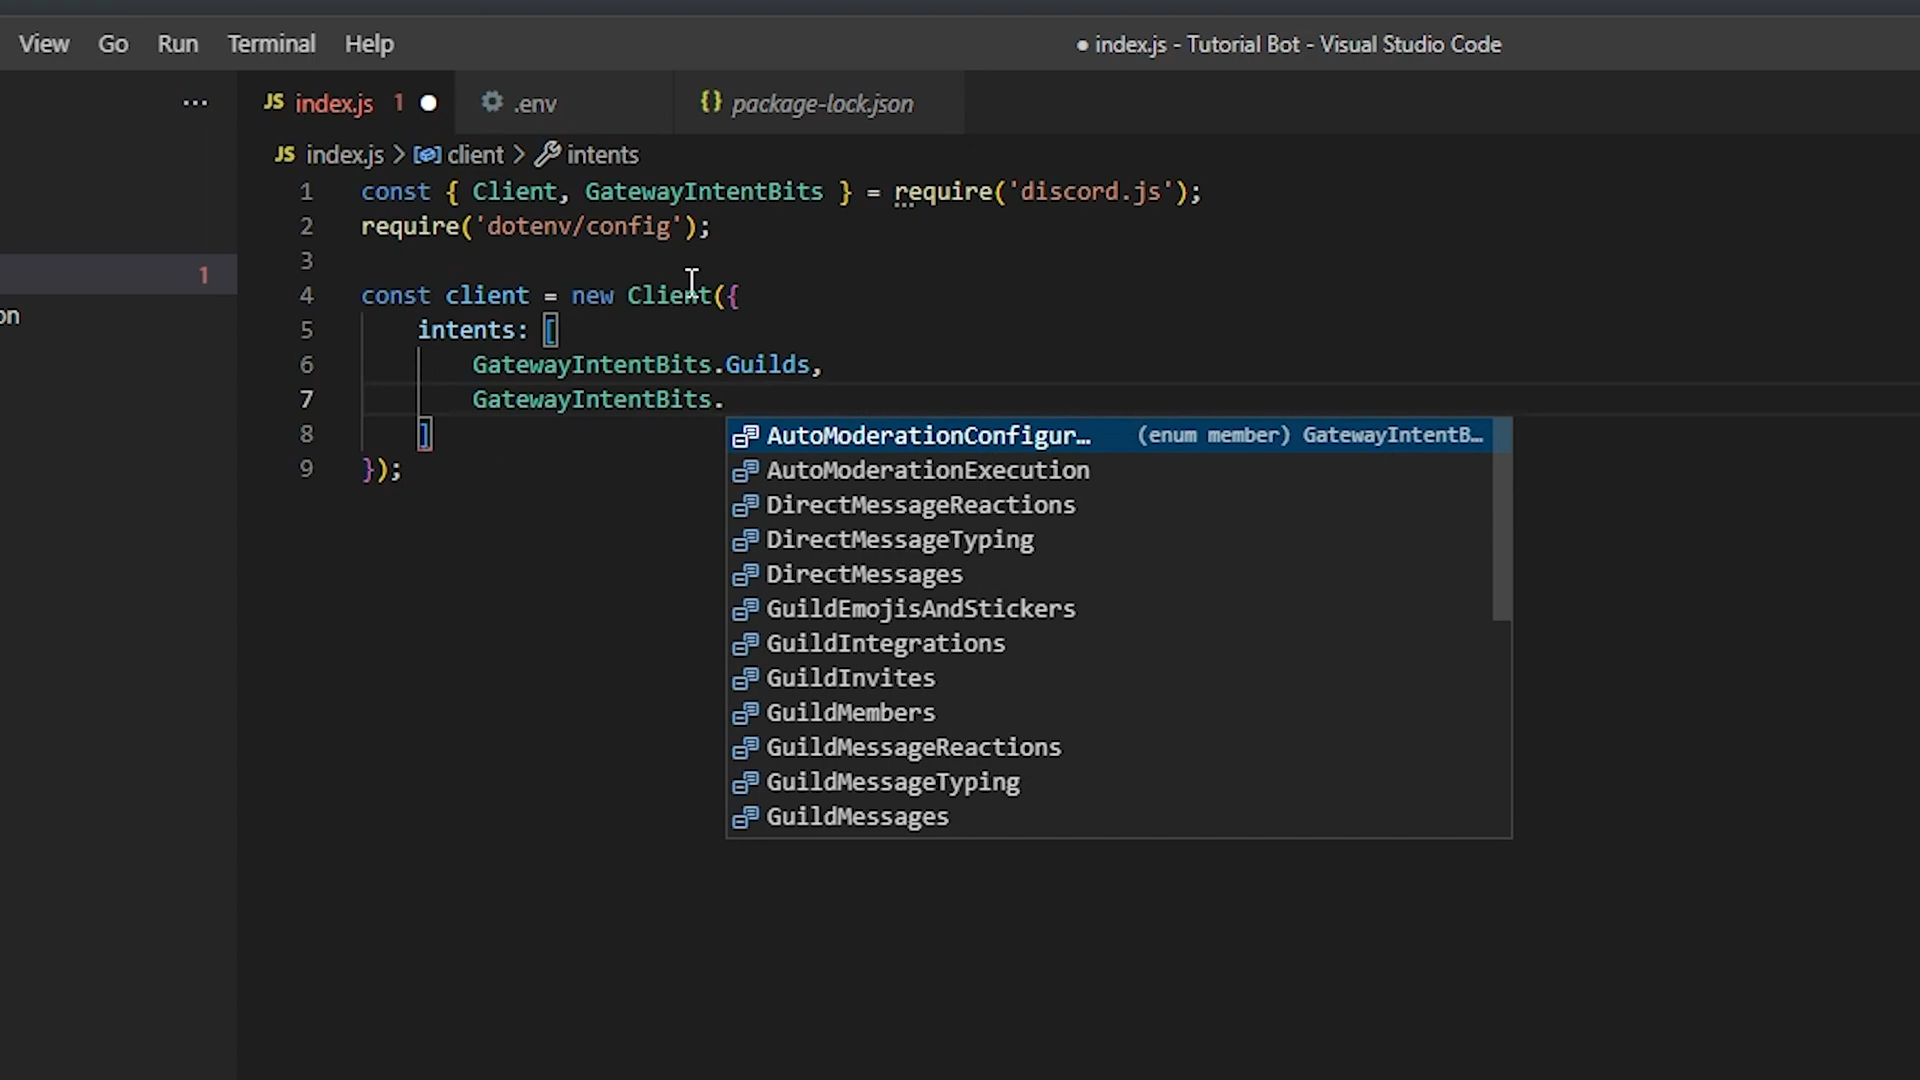 View Go Run Terminal Help
● index.js - Tutorial Bot - Visual Studio Code
... JS index.js 1 .env {} package-lock.json
JS index.js > client > intents
1 const { Client, GatewayIntentBits } = require('discord.js');
2 require('dotenv/config');
3
1
4 const client = new Client({
on
5 intents: [
6 GatewayIntentBits.Guilds,
7 GatewayIntentBits.
8 ]
9 });
AutoModerationConfigur… (enum member) GatewayIntentB…
AutoModerationExecution
DirectMessageReactions
DirectMessageTyping
DirectMessages
GuildEmojisAndStickers
GuildIntegrations
GuildInvites
GuildMembers
GuildMessageReactions
GuildMessageTyping
GuildMessages